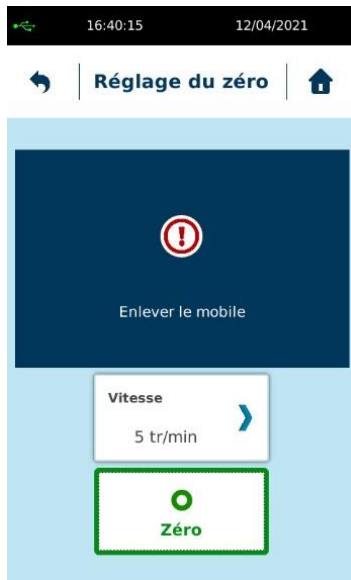 16:40:15 12/04/2021
Réglage du zéro
Enlever le mobile
Vitesse
5 tr/min
Zéro